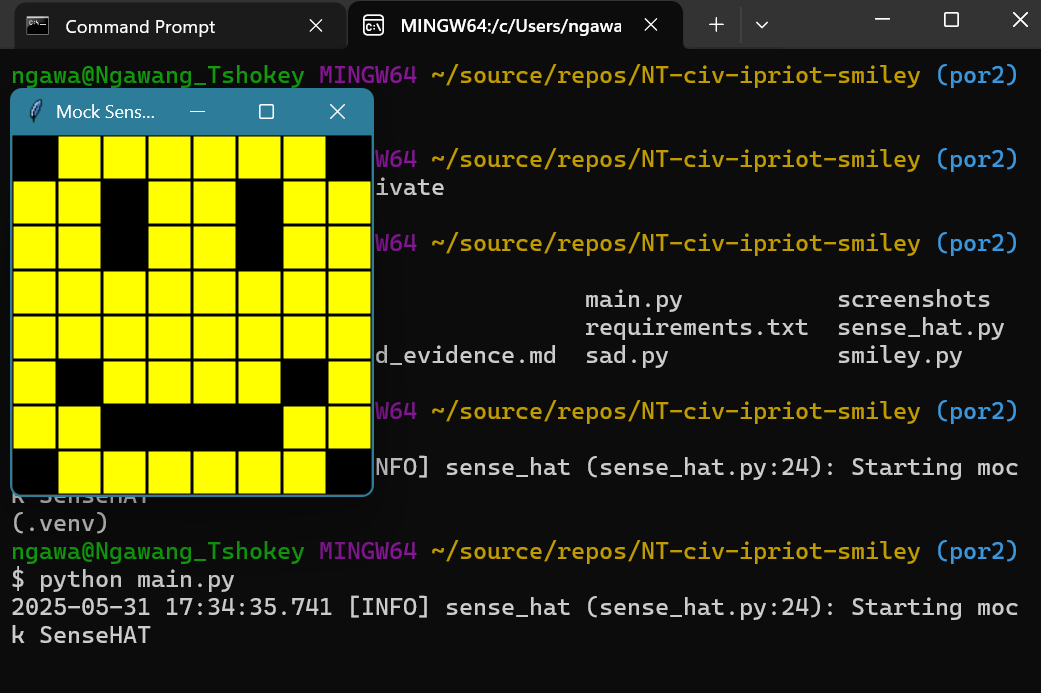 Command Prompt
MINGW64:/c/Users/ngawa
ngawa@Ngawang_Tshokey MINGW64 ~/source/repos/NT-civ-ipriot-smiley (por2)
Mock Sens...
W64 ~/source/repos/NT-civ-ipriot-smiley (por2)
ivate
W64 ~/source/repos/NT-civ-ipriot-smiley (por2)
main.py screenshots
requirements.txt sense_hat.py
d_evidence.md sad.py smiley.py
W64 ~/source/repos/NT-civ-ipriot-smiley (por2)
NFO] sense_hat (sense_hat.py:24): Starting moc
k SenseHAT
(.venv)
ngawa@Ngawang_Tshokey MINGW64 ~/source/repos/NT-civ-ipriot-smiley (por2)
$ python main.py
2025-05-31 17:34:35.741 [INFO] sense_hat (sense_hat.py:24): Starting moc
k SenseHAT